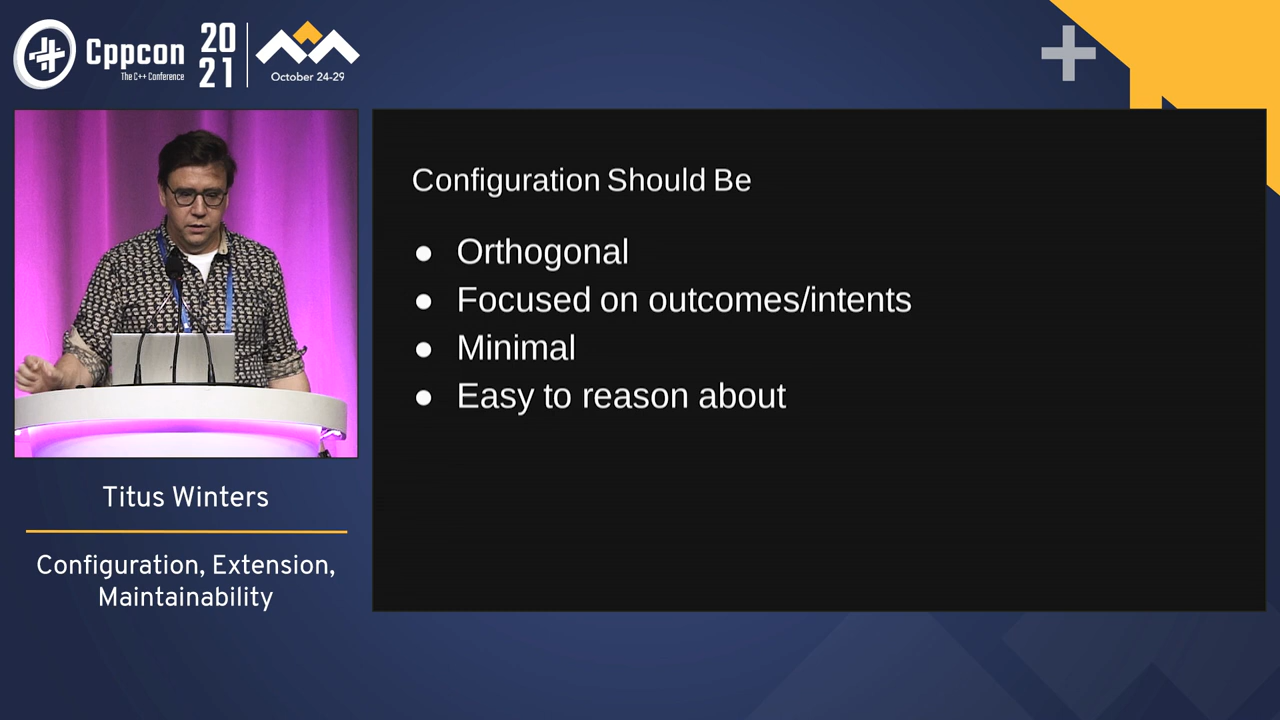 Cppcon
The C++ Conference
20
21
October 24-29
Configuration Should Be
● Orthogonal
● Focused on outcomes/intents
● Minimal
● Easy to reason about
Titus Winters
Configuration, Extension,
Maintainability